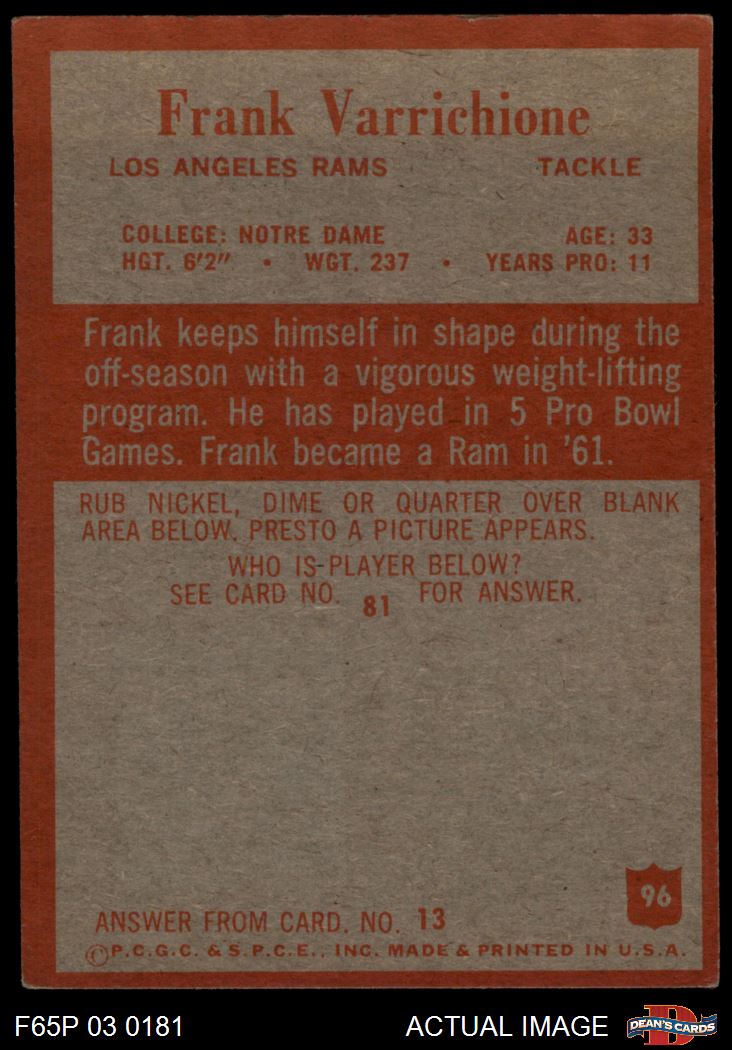 Frank Varrichione
LOS ANGELES RAMS TACKLE
COLLEGE: NOTRE DAME AGE: 33
HGT. 6'2" • WGT. 237 • YEARS PRO: 11
Frank keeps himself in shape during the
off-season with a vigorous weight-lifting
program. He has played in 5 Pro Bowl
Games. Frank became a Ram in '61.
RUB NICKEL, DIME OR QUARTER OVER BLANK
AREA BELOW. PRESTO A PICTURE APPEARS.
WHO IS PLAYER BELOW?
SEE CARD NO. 81 FOR ANSWER.
96
ANSWER FROM CARD. NO. 13
©P.C.G.C. & S.P.C.E., INC. MADE & PRINTED IN U.S.A.
F65P 03 0181 ACTUAL IMAGE D DEAN'S CARDS